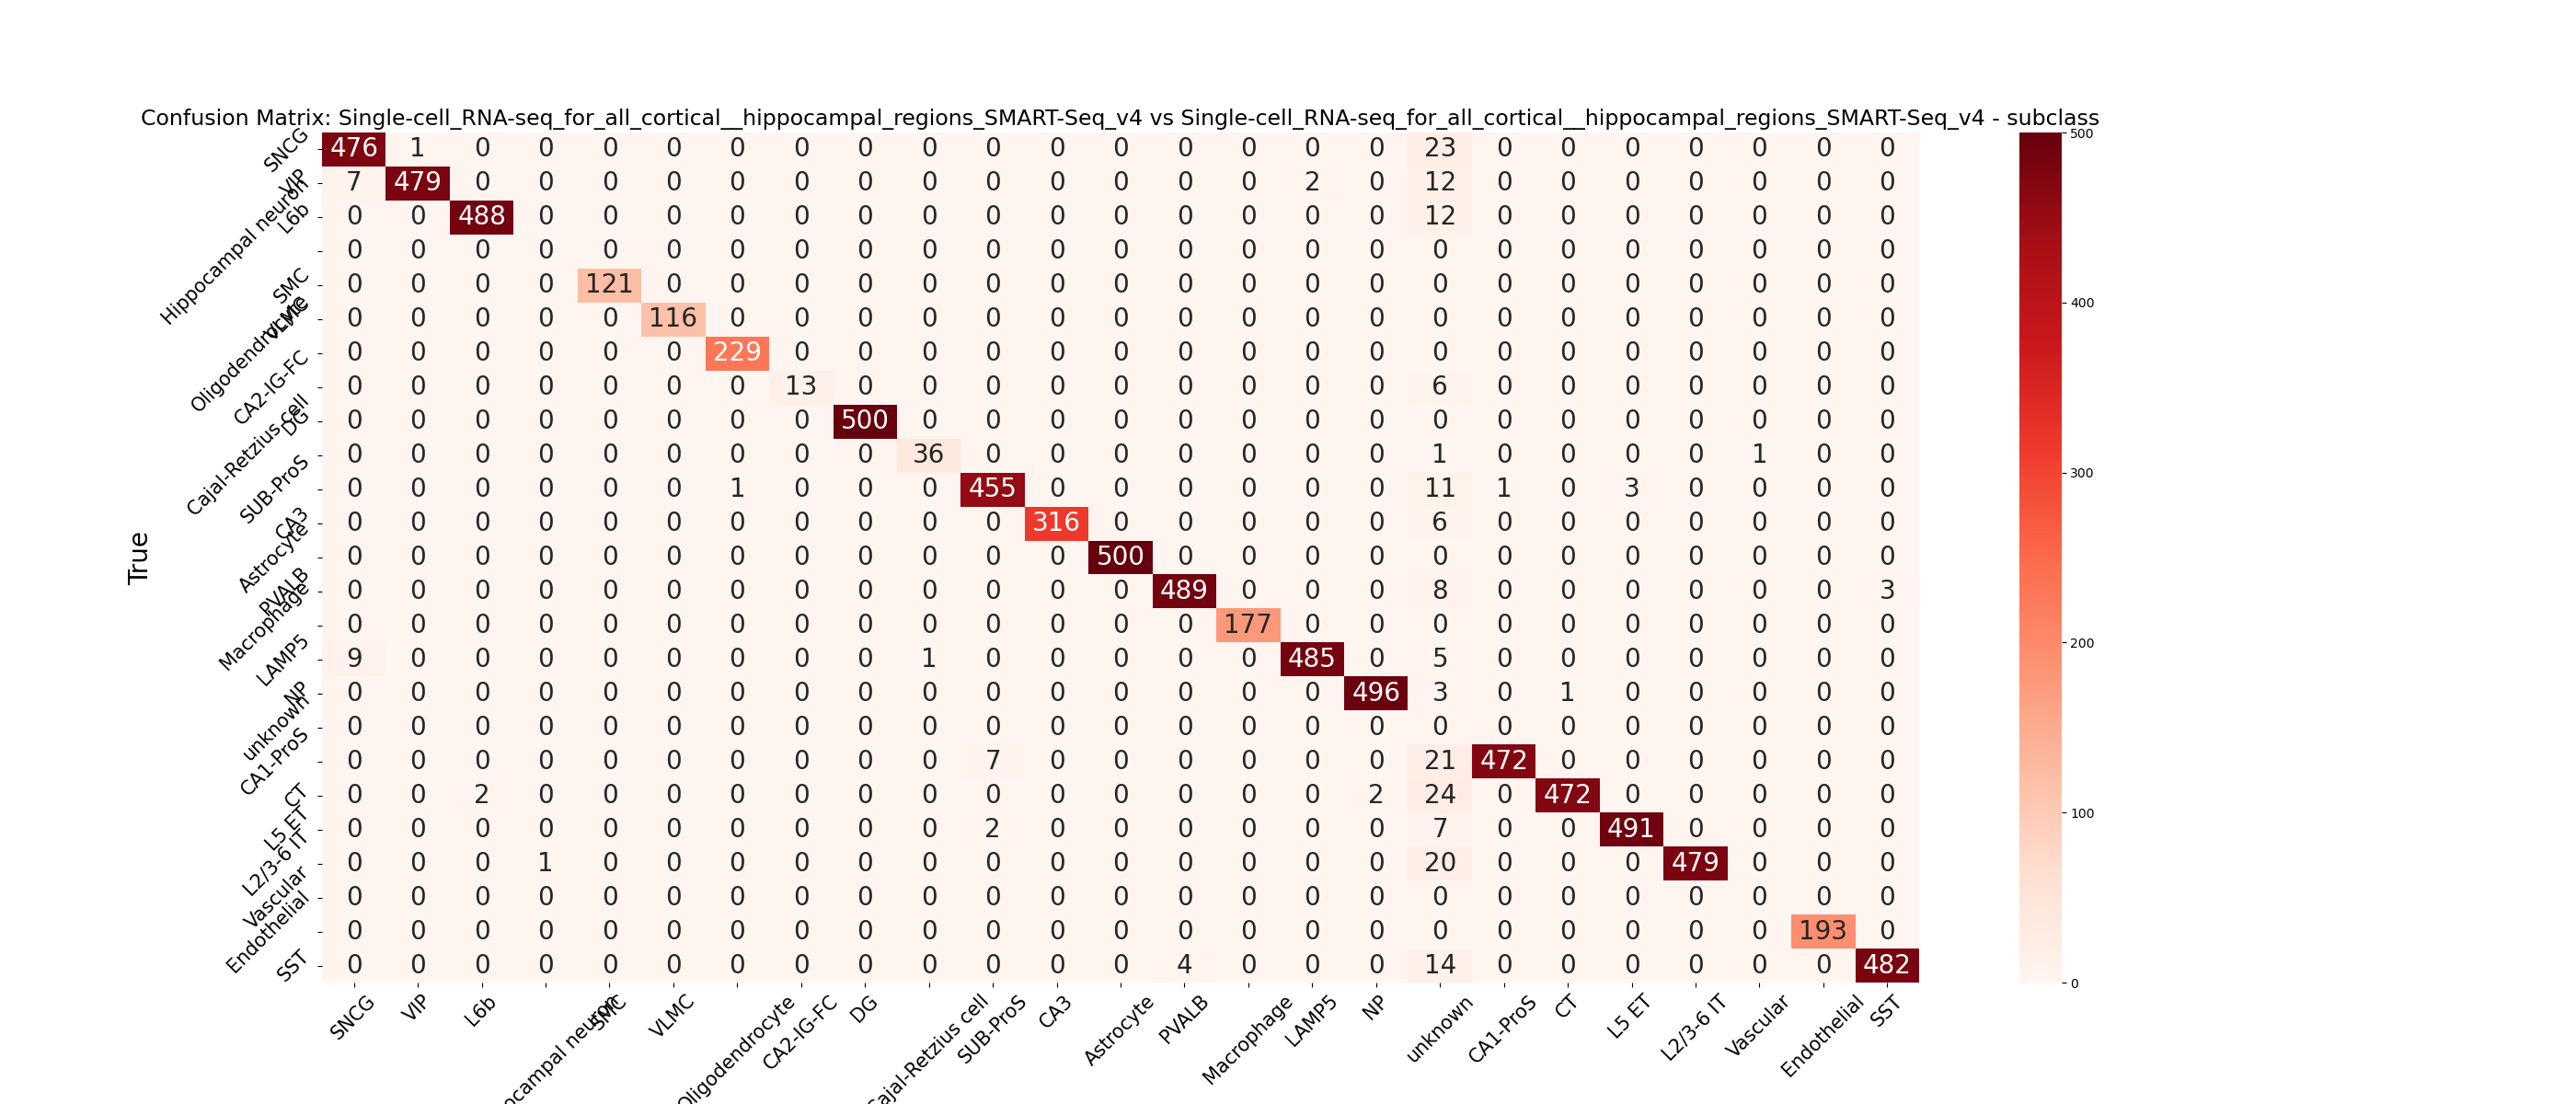 Confusion Matrix: Single-cell_RNA-seq_for_all_cortical__hippocampal_regions_SMART-Seq_v4 vs Single-cell_RNA-seq_for_all_cortical__hippocampal_regions_SMART-Seq_v4 - subclass
SNCG 476 1 0 0 0 0 0 0 0 0 0 0 0 0 0 0 0 23 0 0 0 0 0 0 0
VIP 7 479 0 0 0 0 0 0 0 0 0 0 0 0 0 2 0 12 0 0 0 0 0 0 0
L6b 0 0 488 0 0 0 0 0 0 0 0 0 0 0 0 0 0 12 0 0 0 0 0 0 0
Hippocampal neuron 0 0 0 0 0 0 0 0 0 0 0 0 0 0 0 0 0 0 0 0 0 0 0 0 0
SMC 0 0 0 0 121 0 0 0 0 0 0 0 0 0 0 0 0 0 0 0 0 0 0 0 0
VLMC 0 0 0 0 0 116 0 0 0 0 0 0 0 0 0 0 0 0 0 0 0 0 0 0 0
Oligodendrocyte 0 0 0 0 0 0 229 0 0 0 0 0 0 0 0 0 0 0 0 0 0 0 0 0 0
CA2-IG-FC 0 0 0 0 0 0 0 13 0 0 0 0 0 0 0 0 0 6 0 0 0 0 0 0 0
DG 0 0 0 0 0 0 0 0 500 0 0 0 0 0 0 0 0 0 0 0 0 0 0 0 0
Cajal-Retzius cell 0 0 0 0 0 0 0 0 0 36 0 0 0 0 0 0 0 1 0 0 0 0 1 0 0
SUB-ProS 0 0 0 0 0 0 1 0 0 0 455 0 0 0 0 0 0 11 1 0 3 0 0 0 0
CA3 0 0 0 0 0 0 0 0 0 0 0 316 0 0 0 0 0 6 0 0 0 0 0 0 0
Astrocyte 0 0 0 0 0 0 0 0 0 0 0 0 500 0 0 0 0 0 0 0 0 0 0 0 0
PVALB 0 0 0 0 0 0 0 0 0 0 0 0 0 489 0 0 0 8 0 0 0 0 0 0 3
Macrophage 0 0 0 0 0 0 0 0 0 0 0 0 0 0 177 0 0 0 0 0 0 0 0 0 0
LAMP5 9 0 0 0 0 0 0 0 0 1 0 0 0 0 0 485 0 5 0 0 0 0 0 0 0
NP 0 0 0 0 0 0 0 0 0 0 0 0 0 0 0 0 496 3 0 1 0 0 0 0 0
unknown 0 0 0 0 0 0 0 0 0 0 0 0 0 0 0 0 0 0 0 0 0 0 0 0 0
CA1-ProS 0 0 0 0 0 0 0 0 0 0 7 0 0 0 0 0 0 21 472 0 0 0 0 0 0
CT 0 0 2 0 0 0 0 0 0 0 0 0 0 0 0 0 2 24 0 472 0 0 0 0 0
L5 ET 0 0 0 0 0 0 0 0 0 0 2 0 0 0 0 0 0 7 0 0 491 0 0 0 0
L2/3-6 IT 0 0 0 1 0 0 0 0 0 0 0 0 0 0 0 0 0 20 0 0 0 479 0 0 0
Vascular 0 0 0 0 0 0 0 0 0 0 0 0 0 0 0 0 0 0 0 0 0 0 0 0 0
Endothelial 0 0 0 0 0 0 0 0 0 0 0 0 0 0 0 0 0 0 0 0 0 0 0 193 0
SST 0 0 0 0 0 0 0 0 0 0 0 0 0 4 0 0 0 14 0 0 0 0 0 0 482
True
SNCG VIP L6b neuron SMC VLMC Oligodendrocyte CA2-IG-FC DG Cajal-Retzius cell SUB-ProS CA3 Astrocyte PVALB Macrophage LAMP5 NP unknown CA1-ProS CT L5 ET L2/3-6 IT Vascular Endothelial SST
500
400
300
200
100
0